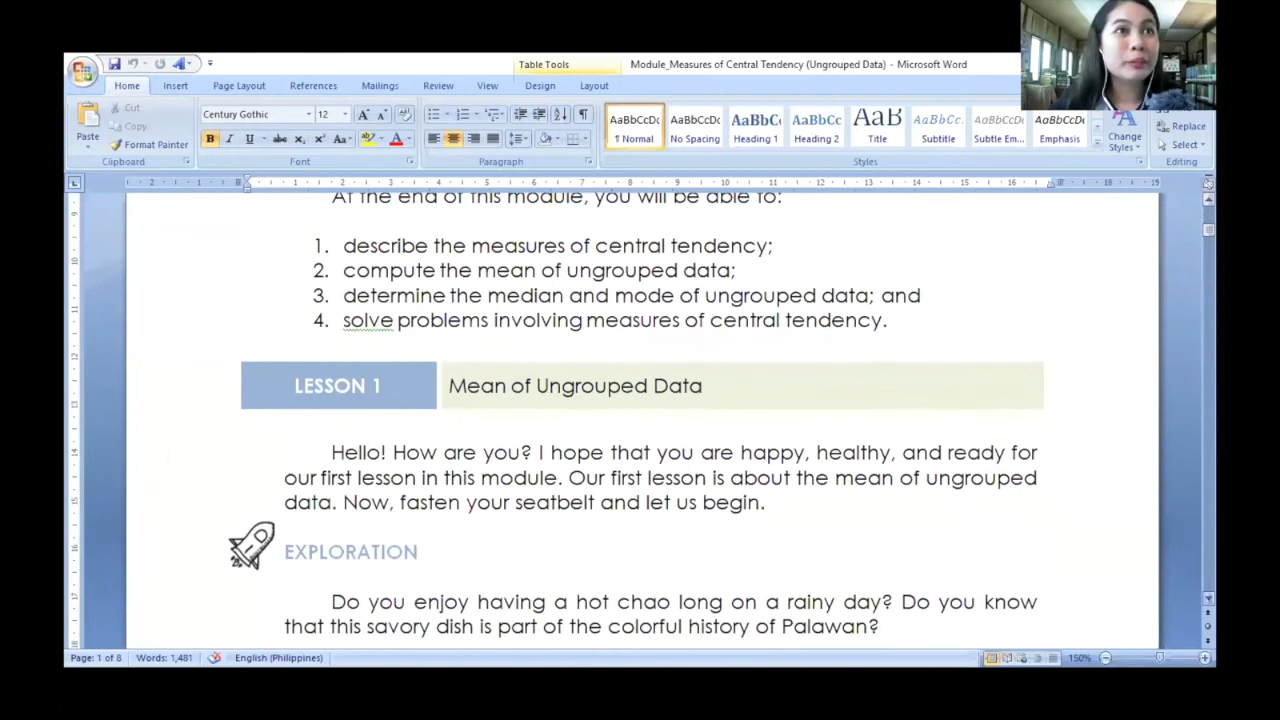 Table Tools
Module_Measures of Central Tendency (Ungrouped Data) - Microsoft Word
Home Insert Page Layout References Mailings Review View Design Layout
Paste
Cut
Copy
Format Painter
Clipboard
Century Gothic 12
Font
Paragraph
AaBbCcDc AaBbCcDc AaBbCc AaBbCc AaB AaBbCc. AaBbCcDc AaBbCcDc
¶ Normal No Spacing Heading 1 Heading 2 Title Subtitle Subtle Em... Emphasis
Styles
Change Styles
Replace
Select
Editing
At the end of this module, you will be able to:
1. describe the measures of central tendency;
2. compute the mean of ungrouped data;
3. determine the median and mode of ungrouped data; and
4. solve problems involving measures of central tendency.
LESSON 1 Mean of Ungrouped Data
Hello! How are you? I hope that you are happy, healthy, and ready for
our first lesson in this module. Our first lesson is about the mean of ungrouped
data. Now, fasten your seatbelt and let us begin.
EXPLORATION
Do you enjoy having a hot chao long on a rainy day? Do you know
that this savory dish is part of the colorful history of Palawan?
Page: 1 of 8 Words: 1,481 English (Philippines) 150%